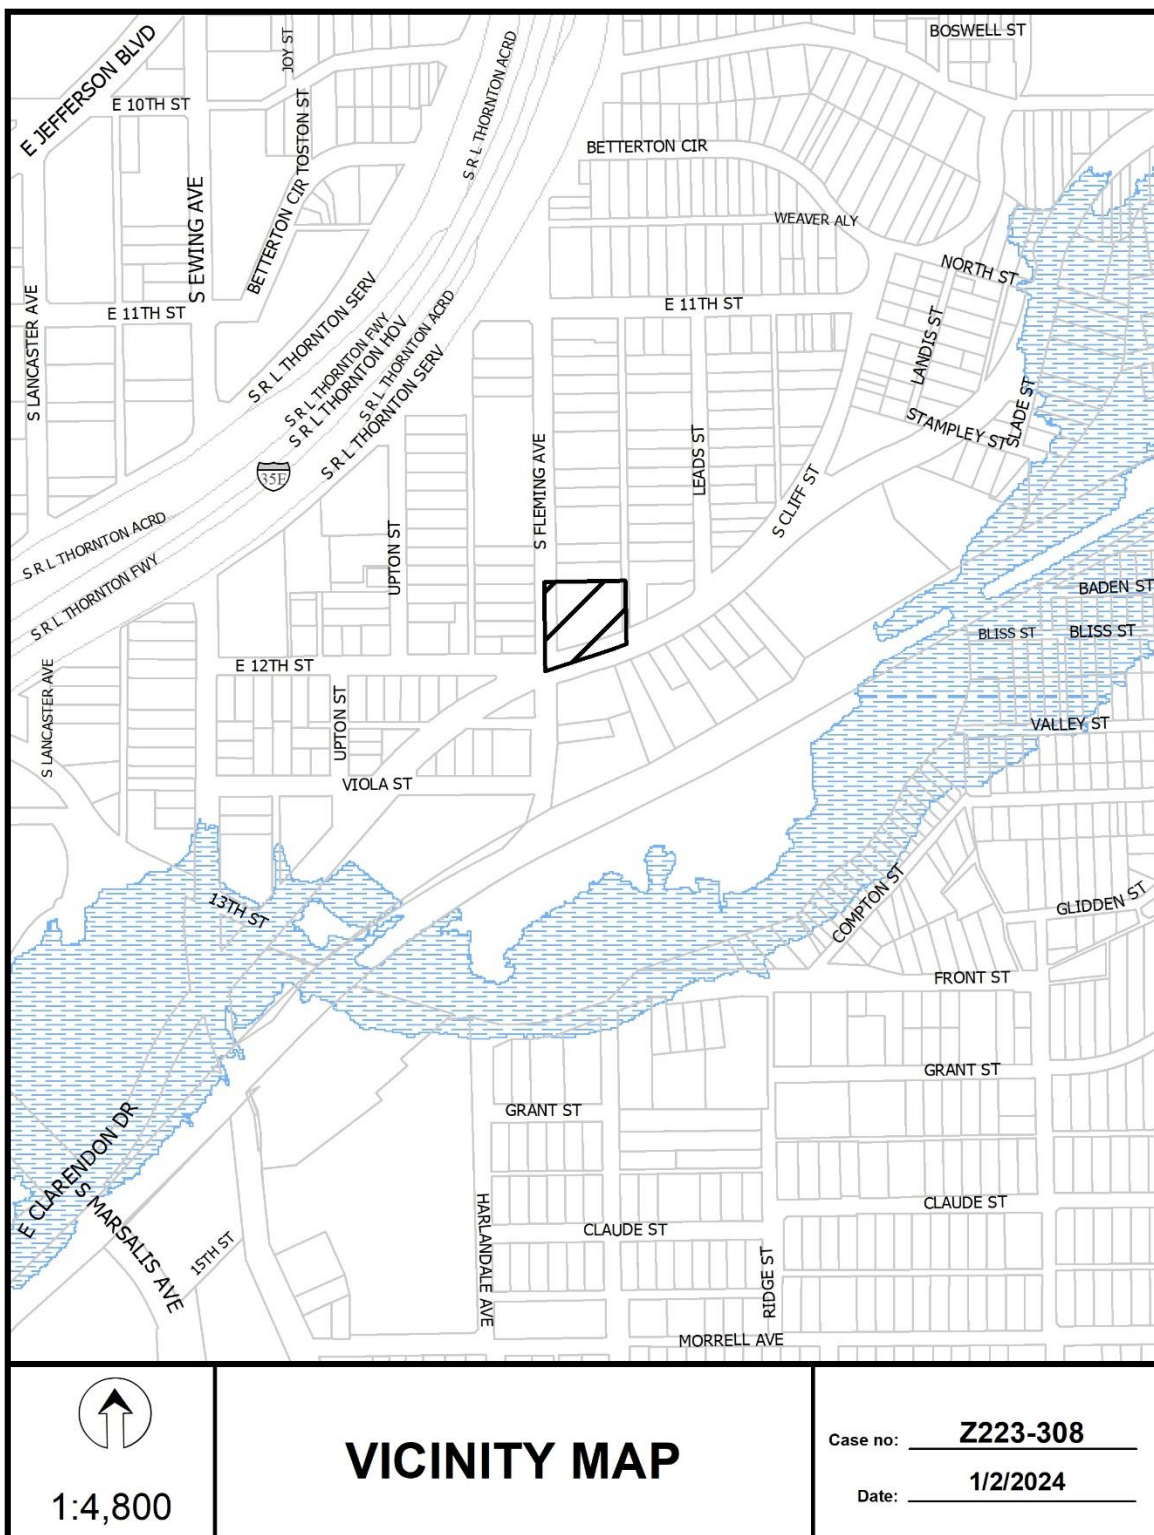 BOSWELL ST
E JEFFERSON BLVD
JOY ST
E 10TH ST
S R L THORNTON ACRD
BETTERTON CIR
TOSTON ST
BETTERTON CIR
S EWING AVE
WEAVER ALY
NORTH ST
S LANCASTER AVE
E 11TH ST
E 11TH ST
S R L THORNTON SERV
S R L THORNTON FWY
S R L THORNTON HOV
S R L THORNTON ACRD
S R L THORNTON SERV
LANDIS ST
SLADE ST
STAMPLEY ST
35E
S FLEMING AVE
LEADS ST
S CLIFF ST
S R L THORNTON ACRD
UPTON ST
S R L THORNTON FWY
BADEN ST
BLISS ST
BLISS ST
E 12TH ST
S LANCASTER AVE
UPTON ST
VALLEY ST
VIOLA ST
13TH ST
COMPTON ST
GLIDDEN ST
FRONT ST
GRANT ST
GRANT ST
E CLARENDON DR
S MARSALIS AVE
15TH ST
HARLANDALE AVE
CLAUDE ST
CLAUDE ST
RIDGE ST
MORRELL AVE
1:4,800
VICINITY MAP
Case no: Z223-308
Date: 1/2/2024